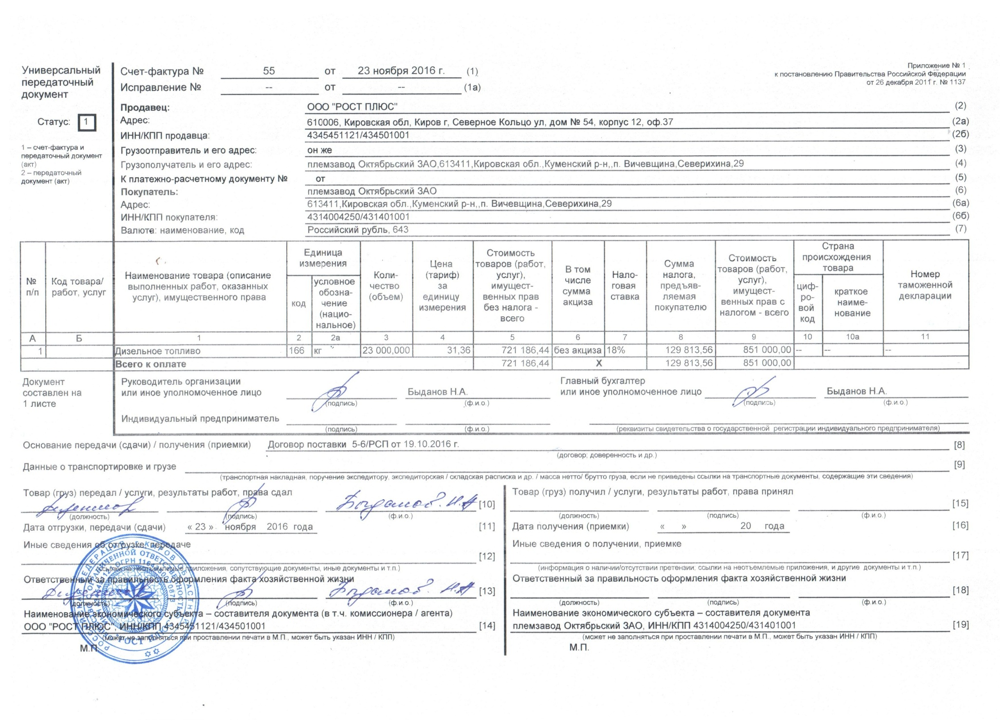 Универсальный
передаточный
документ
Статус: 1
1 – счет-фактура и
передаточный документ
(акт)
2 – передаточный
документ (акт)
Счет-фактура № 55 от 23 ноября 2016 г. (1)
Исправление № -- от -- (1а)
Приложение № 1
к постановлению Правительства Российской Федерации
от 26 декабря 2011 г. № 1137
Продавец: ООО "РОСТ ПЛЮС" (2)
Адрес: 610006, Кировская обл, Киров г, Северное Кольцо ул, дом № 54, корпус 12, оф.37 (2а)
ИНН/КПП продавца: 4345451121/434501001 (2б)
Грузоотправитель и его адрес: он же (3)
Грузополучатель и его адрес: племзавод Октябрьский ЗАО,613411,Кировская обл.,Куменский р-н,,п. Вичевщина,Северихина,29 (4)
К платежно-расчетному документу № от (5)
Покупатель: племзавод Октябрьский ЗАО (6)
Адрес: 613411,Кировская обл.,Куменский р-н,,п. Вичевщина,Северихина,29 (6а)
ИНН/КПП покупателя: 4314004250/431401001 (6б)
Валюта: наименование, код Российский рубль, 643 (7)
№
п/п
Код товара/
работ, услуг
Наименование товара (описание
выполненных работ, оказанных
услуг), имущественного права
Единица
измерения
код
условное
обозна-
чение
(нацио-
нальное)
Коли-
чество
(объем)
Цена
(тариф)
за
единицу
измерения
Стоимость
товаров (работ,
услуг),
имущест-
венных прав
без налога -
всего
В том
числе
сумма
акциза
Нало-
говая
ставка
Сумма
налога,
предъяв-
ляемая
покупателю
Стоимость
товаров (работ,
услуг),
имущест-
венных прав с
налогом - всего
Страна
происхождения
товара
циф-
ро-
вой
код
краткое
наиме-
нование
Номер
таможенной
декларации
А Б 1 2 2а 3 4 5 6 7 8 9 10 10а 11
1 Дизельное топливо 166 кг 23 000,000 31,36 721 186,44 без акциза 18% 129 813,56 851 000,00 -- -- --
Всего к оплате 721 186,44 Х 129 813,56 851 000,00
Документ
составлен на
1 листе
Руководитель организации
или иное уполномоченное лицо Быданов Н.А.
(подпись) (ф.и.о.)
Главный бухгалтер
или иное уполномоченное лицо Быданов Н.А.
(подпись) (ф.и.о.)
Индивидуальный предприниматель
(подпись) (ф.и.о.) (реквизиты свидетельства о государственной регистрации индивидуального предпринимателя)
Основание передачи (сдачи) / получения (приемки) Договор поставки 5-6/РСП от 19.10.2016 г. [8]
(договор; доверенность и др.)
Данные о транспортировке и грузе [9]
(транспортная накладная, поручение экспедитору, экспедиторская / складская расписка и др. / масса нетто/ брутто груза, если не приведены ссылки на транспортные документы, содержащие эти сведения)
Товар (груз) передал / услуги, результаты работ, права сдал
Быданов. Н.А [10]
(должность) (подпись) (ф.и.о.)
Дата отгрузки, передачи (сдачи) « 23 » ноября 2016 года [11]
Иные сведения об отгрузке, передаче
[12]
(ссылки на неотъемлемые приложения, сопутствующие документы, иные документы и т.п.)
Ответственный за правильность оформления факта хозяйственной жизни
Быданов. Н.А [13]
(должность) (подпись) (ф.и.о.)
Наименование экономического субъекта – составителя документа (в т.ч. комиссионера / агента)
ООО "РОСТ ПЛЮС", ИНН/КПП 4345451121/434501001 [14]
(может не заполняться при проставлении печати в М.П., может быть указан ИНН / КПП)
М.П.
Товар (груз) получил / услуги, результаты работ, права принял
[15]
(должность) (подпись) (ф.и.о.)
Дата получения (приемки) « » 20 года [16]
Иные сведения о получении, приемке
[17]
(информация о наличии/отсутствии претензии; ссылки на неотъемлемые приложения, и другие документы и т.п.)
Ответственный за правильность оформления факта хозяйственной жизни
[18]
(должность) (подпись) (ф.и.о.)
Наименование экономического субъекта – составителя документа
племзавод Октябрьский ЗАО, ИНН/КПП 4314004250/431401001 [19]
(может не заполняться при проставлении печати в М.П., может быть указан ИНН / КПП)
М.П.